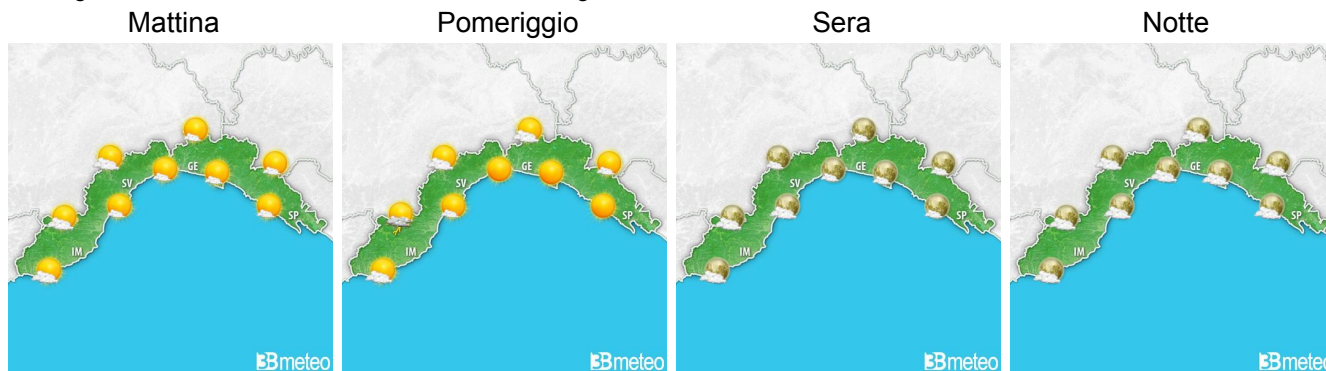 Mattina
Pomeriggio
Sera
Notte
GE
SV
IM
SP
3Bmeteo
GE
SV
IM
SP
3Bmeteo
GE
SV
IM
SP
3Bmeteo
GE
SV
IM
SP
3Bmeteo